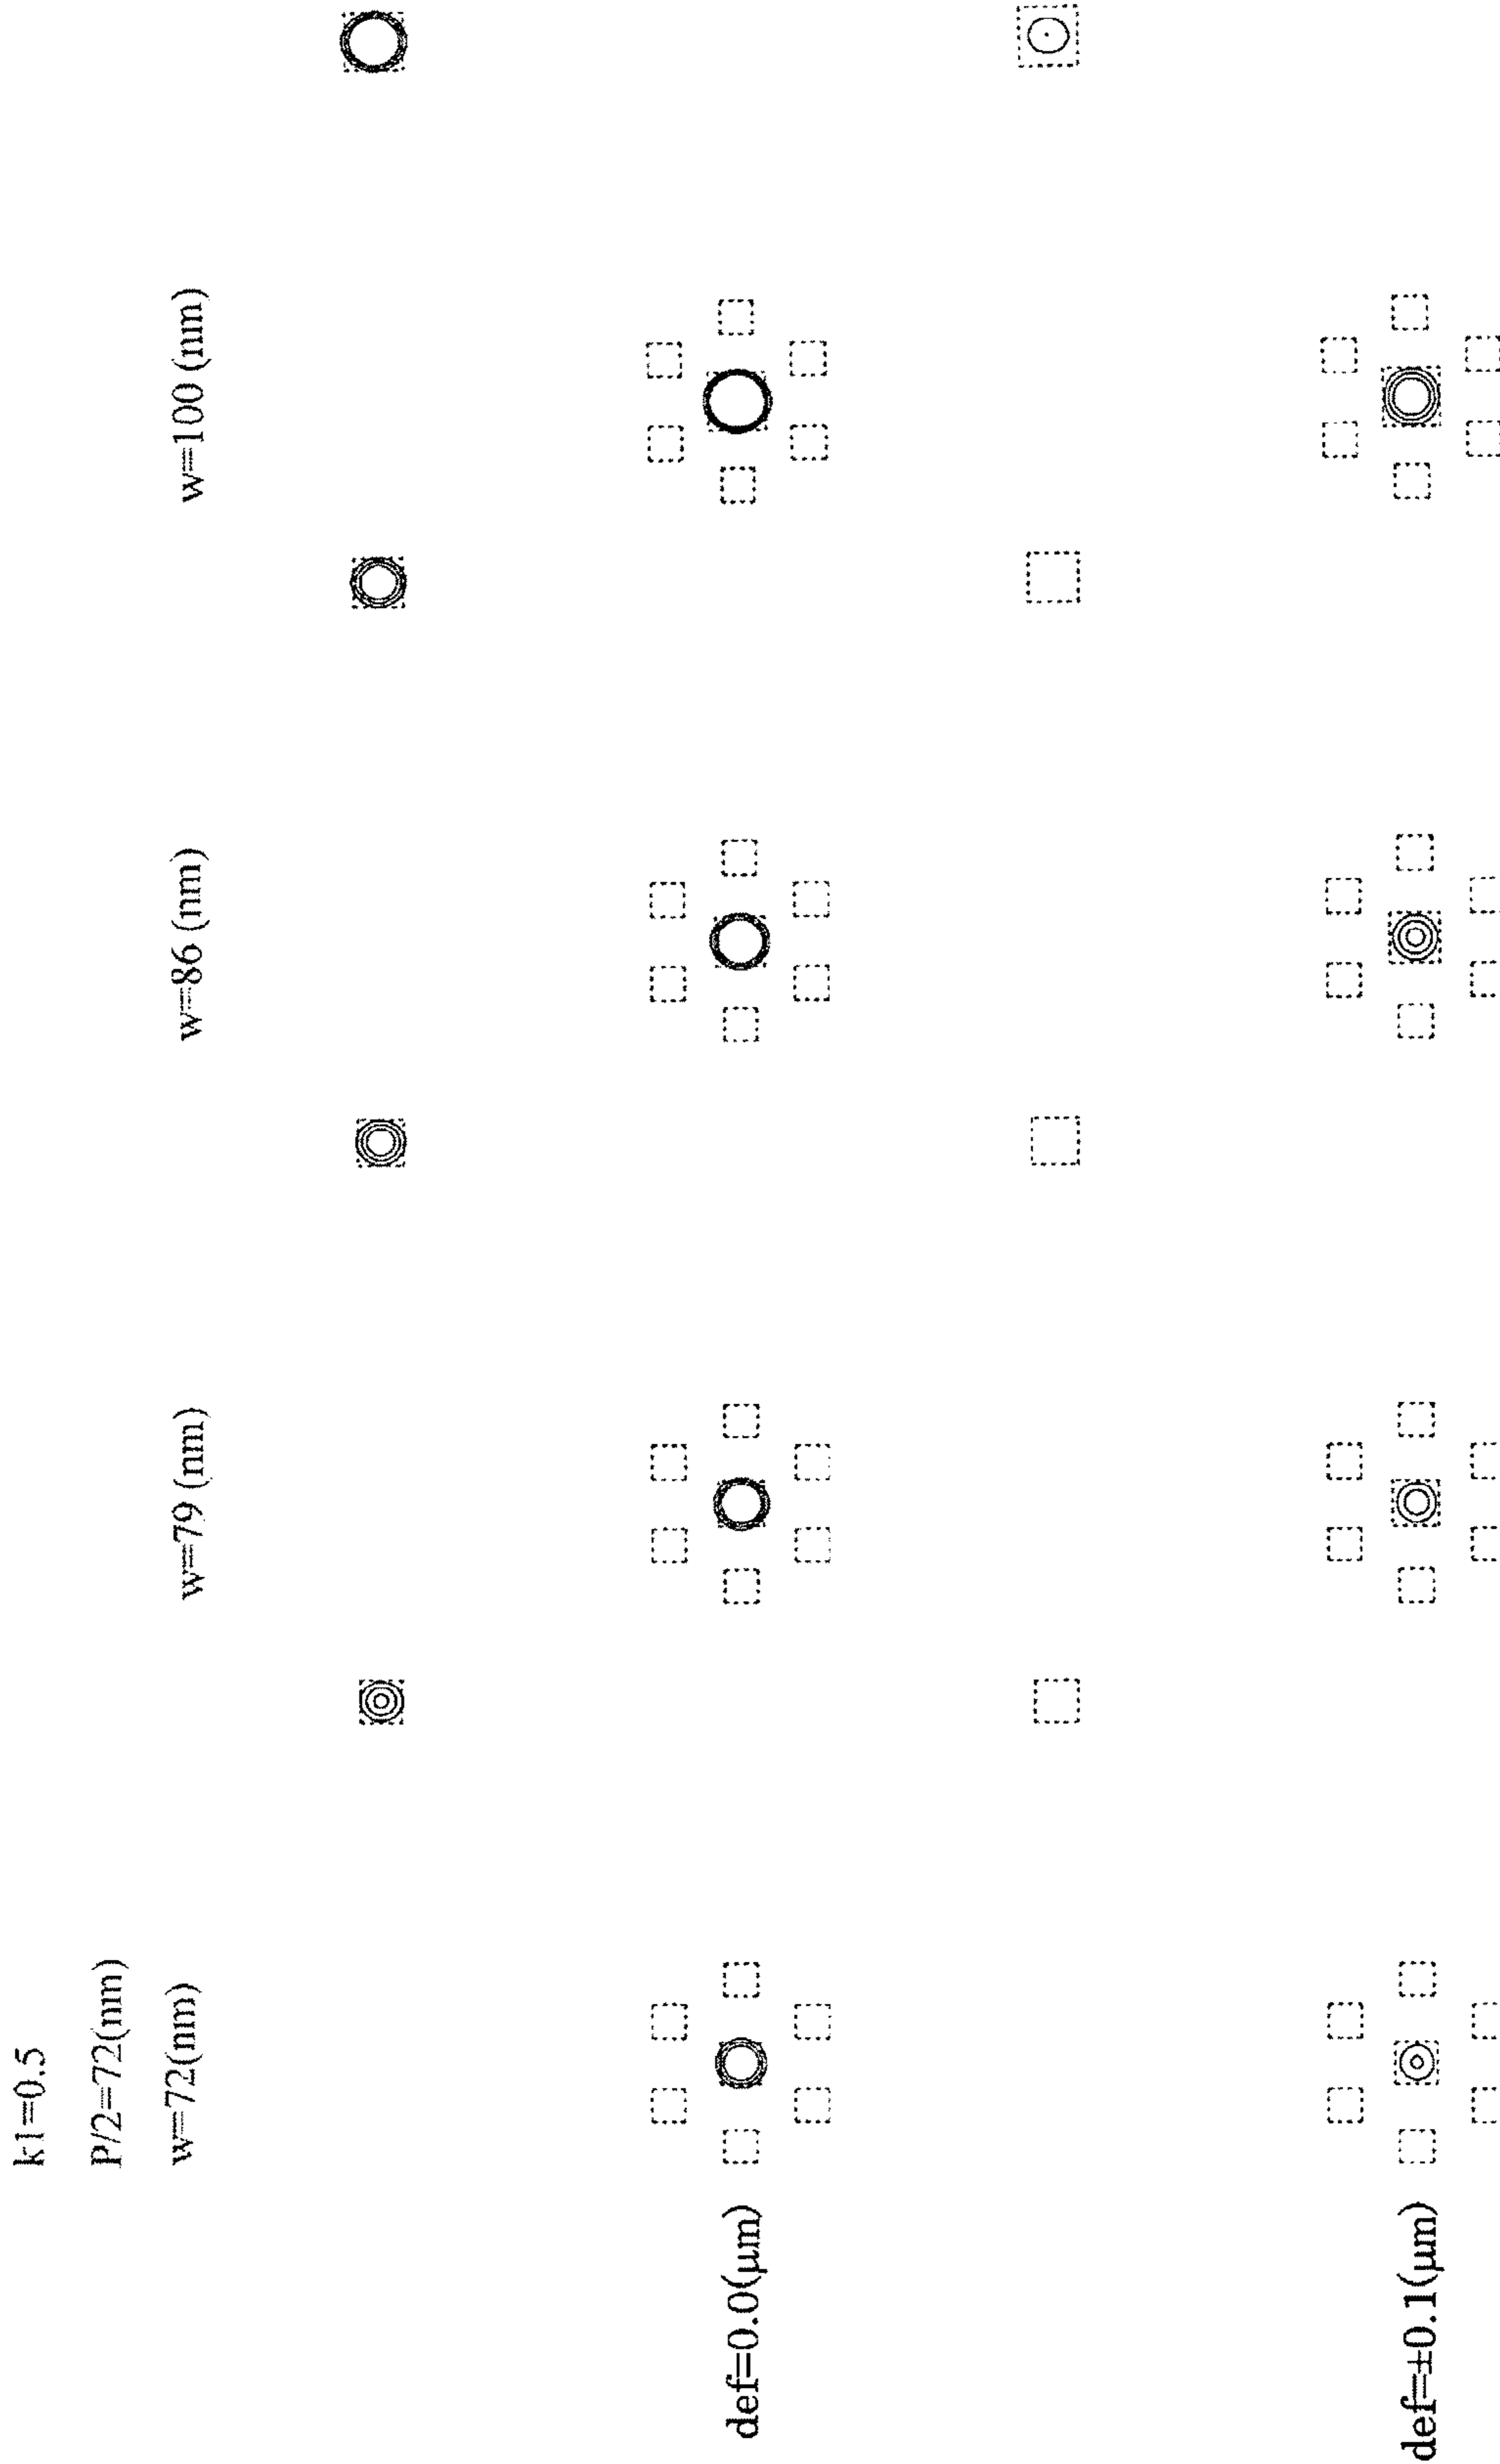 k1=0.5
P/2=72(nm)
w=72(nm)
w=79 (nm)
w=86 (nm)
w=100 (nm)
def=0.0(μm)
def=±0.1(μm)